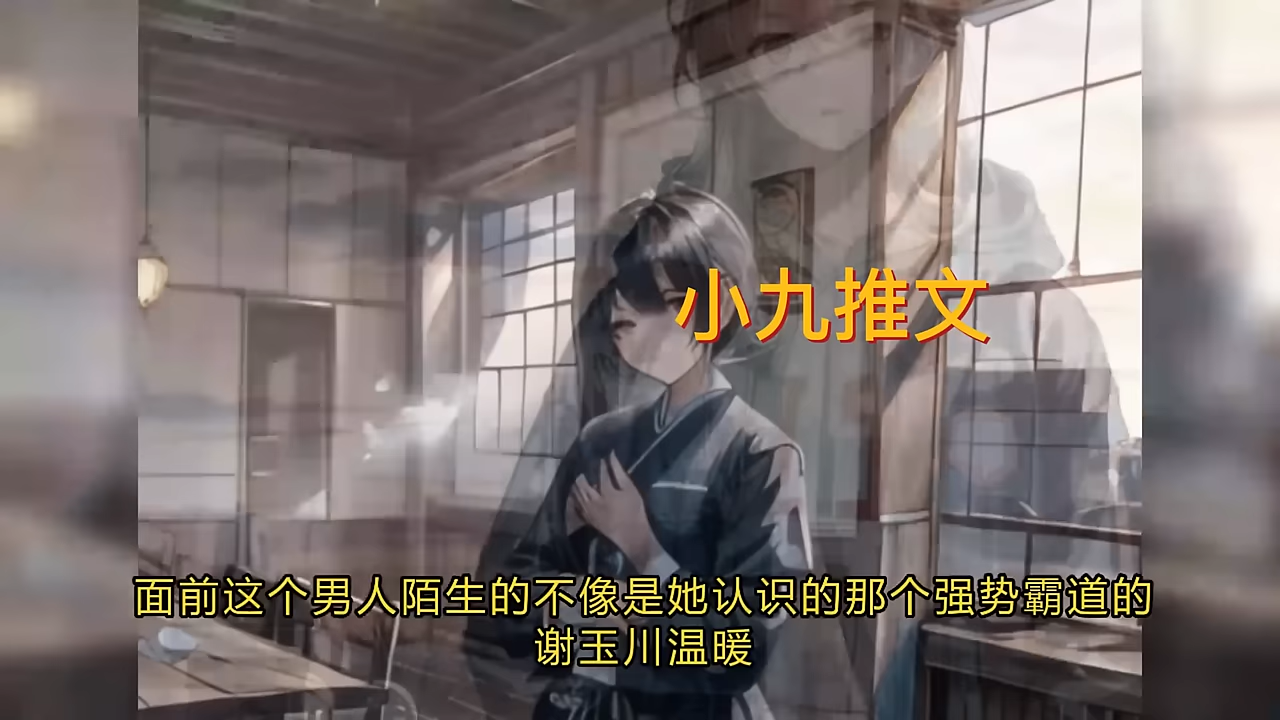 小九推文
面前这个男人陌生的不像是她认识的那个强势霸道的
谢玉川温暖